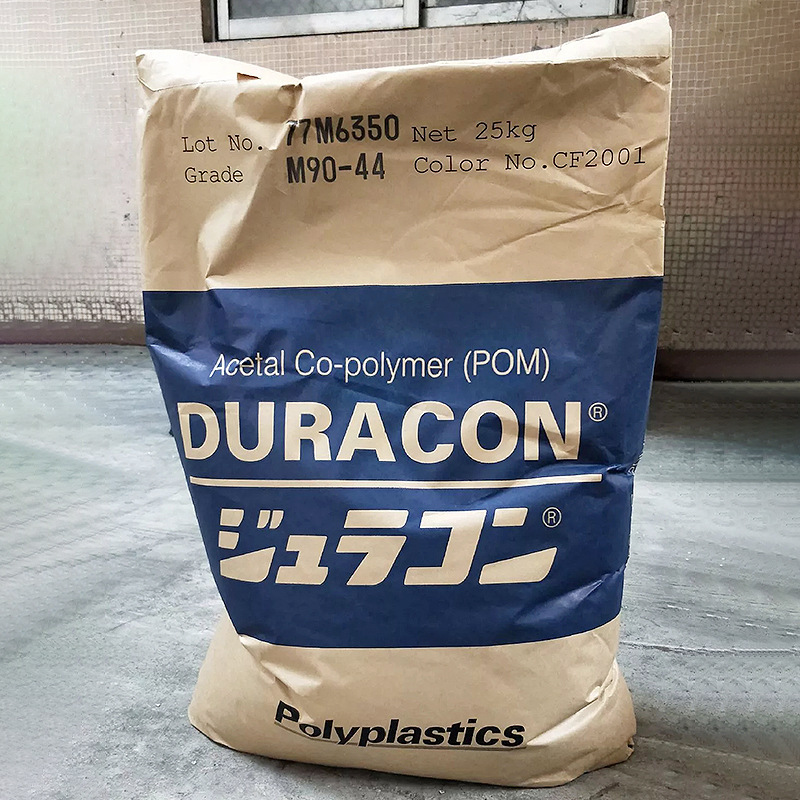 Lot No. 77M6350 Net 25kg
Grade M90-44 Color No.CF2001
Acetal Co-polymer (POM)
DURACON®
ジュラコン®
Polyplastics